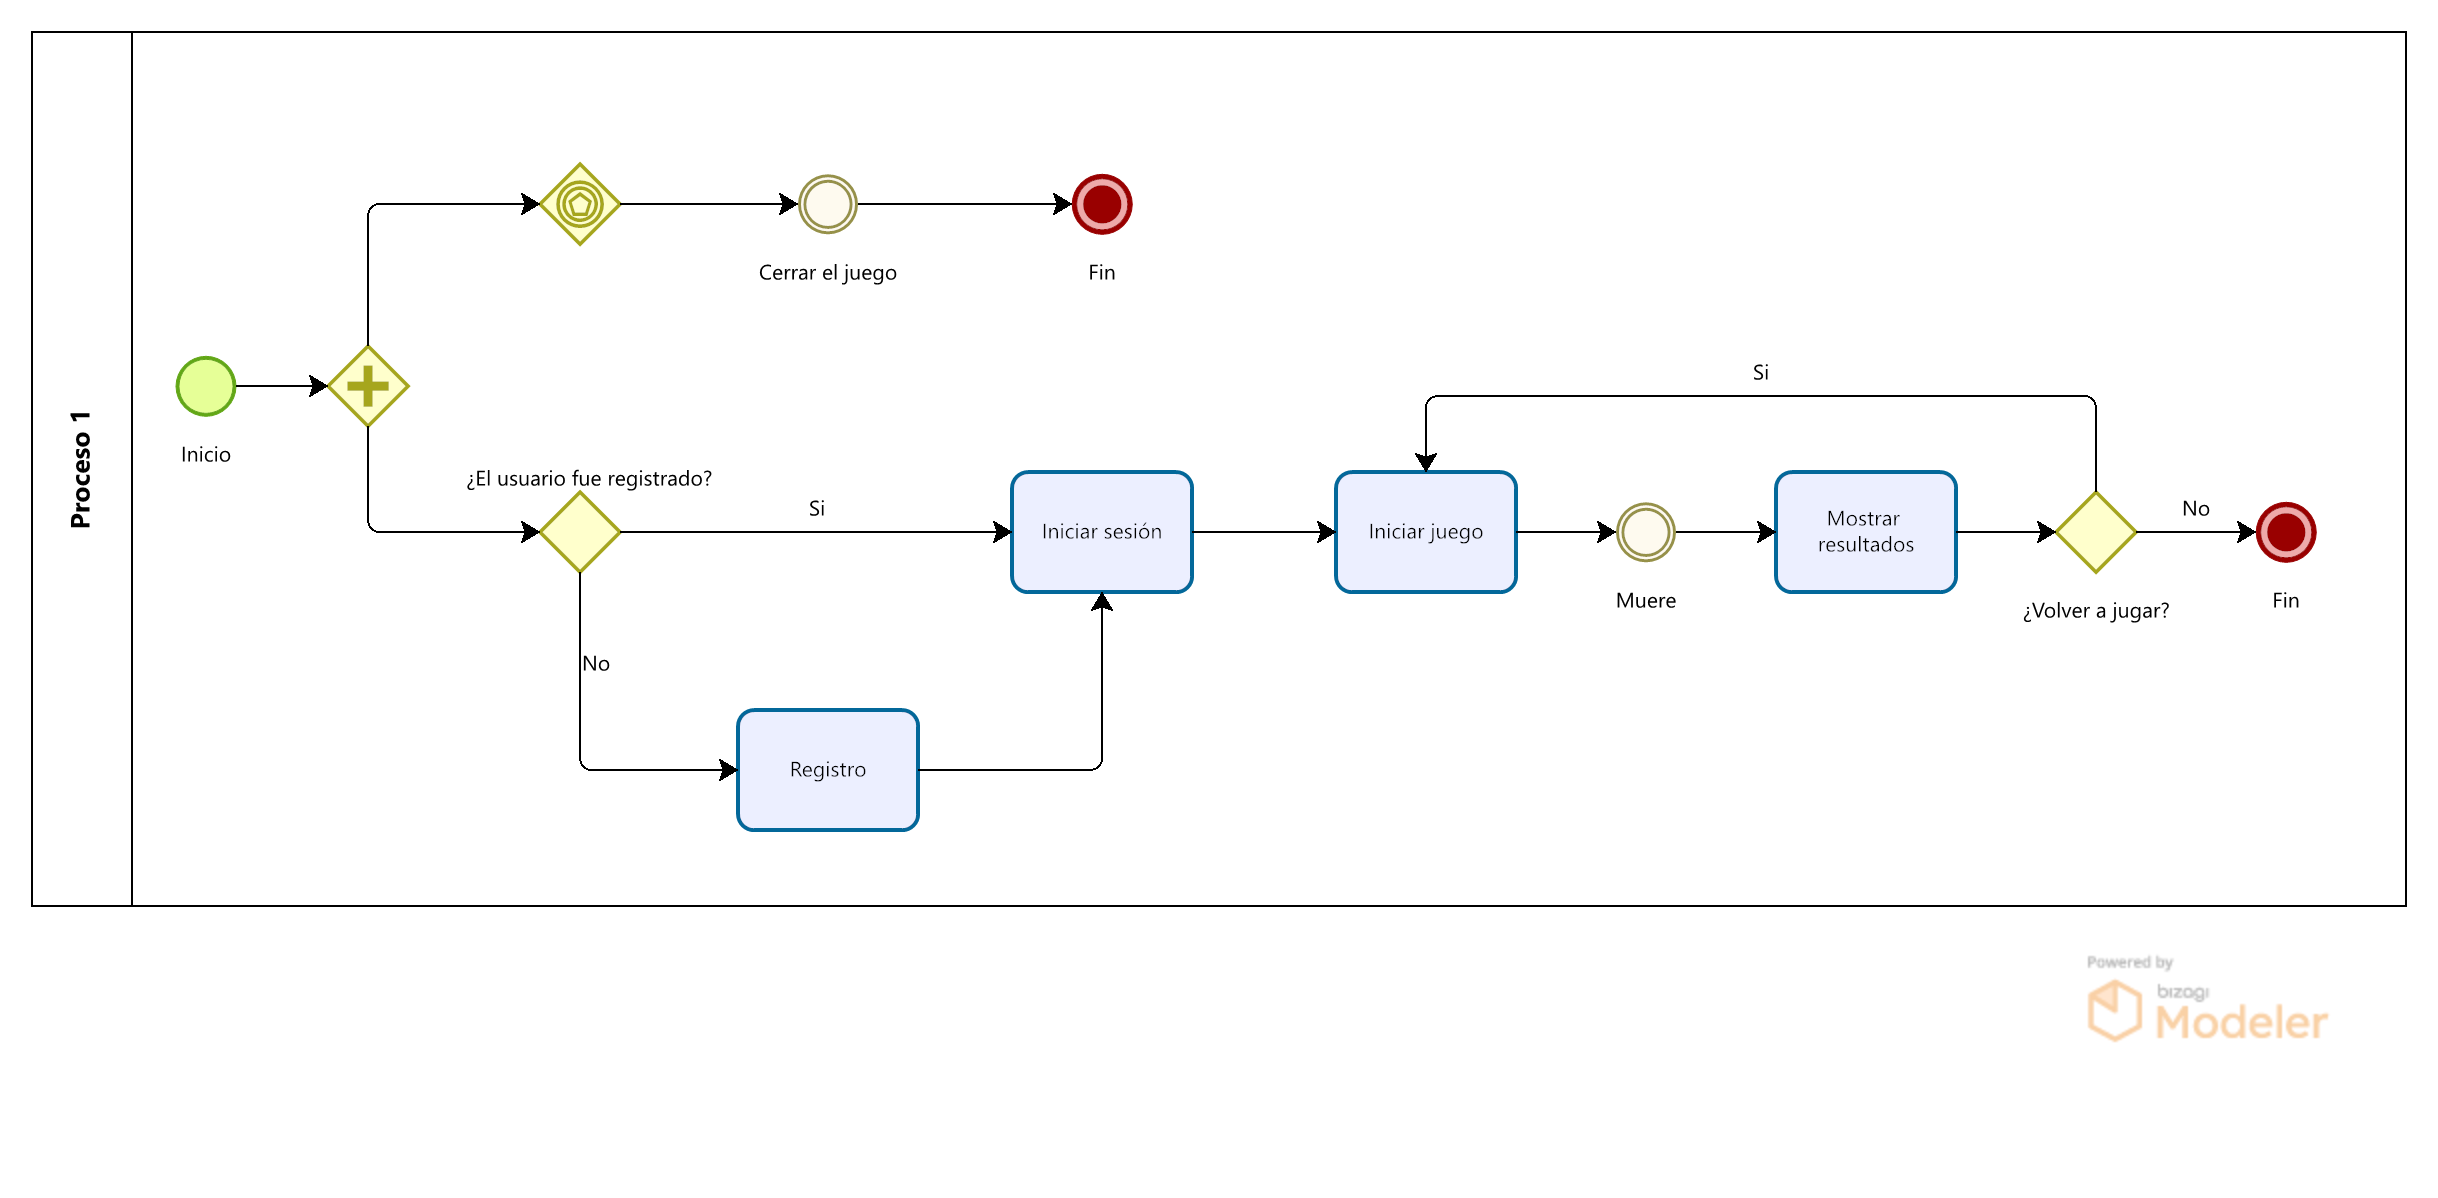 Proceso 1
Cerrar el juego
Fin
Inicio
¿El usuario fue registrado?
Si
No
Registro
Iniciar sesión
Iniciar juego
Si
Muere
Mostrar
resultados
¿Volver a jugar?
No
Fin
Powered by
bizagi
Modeler